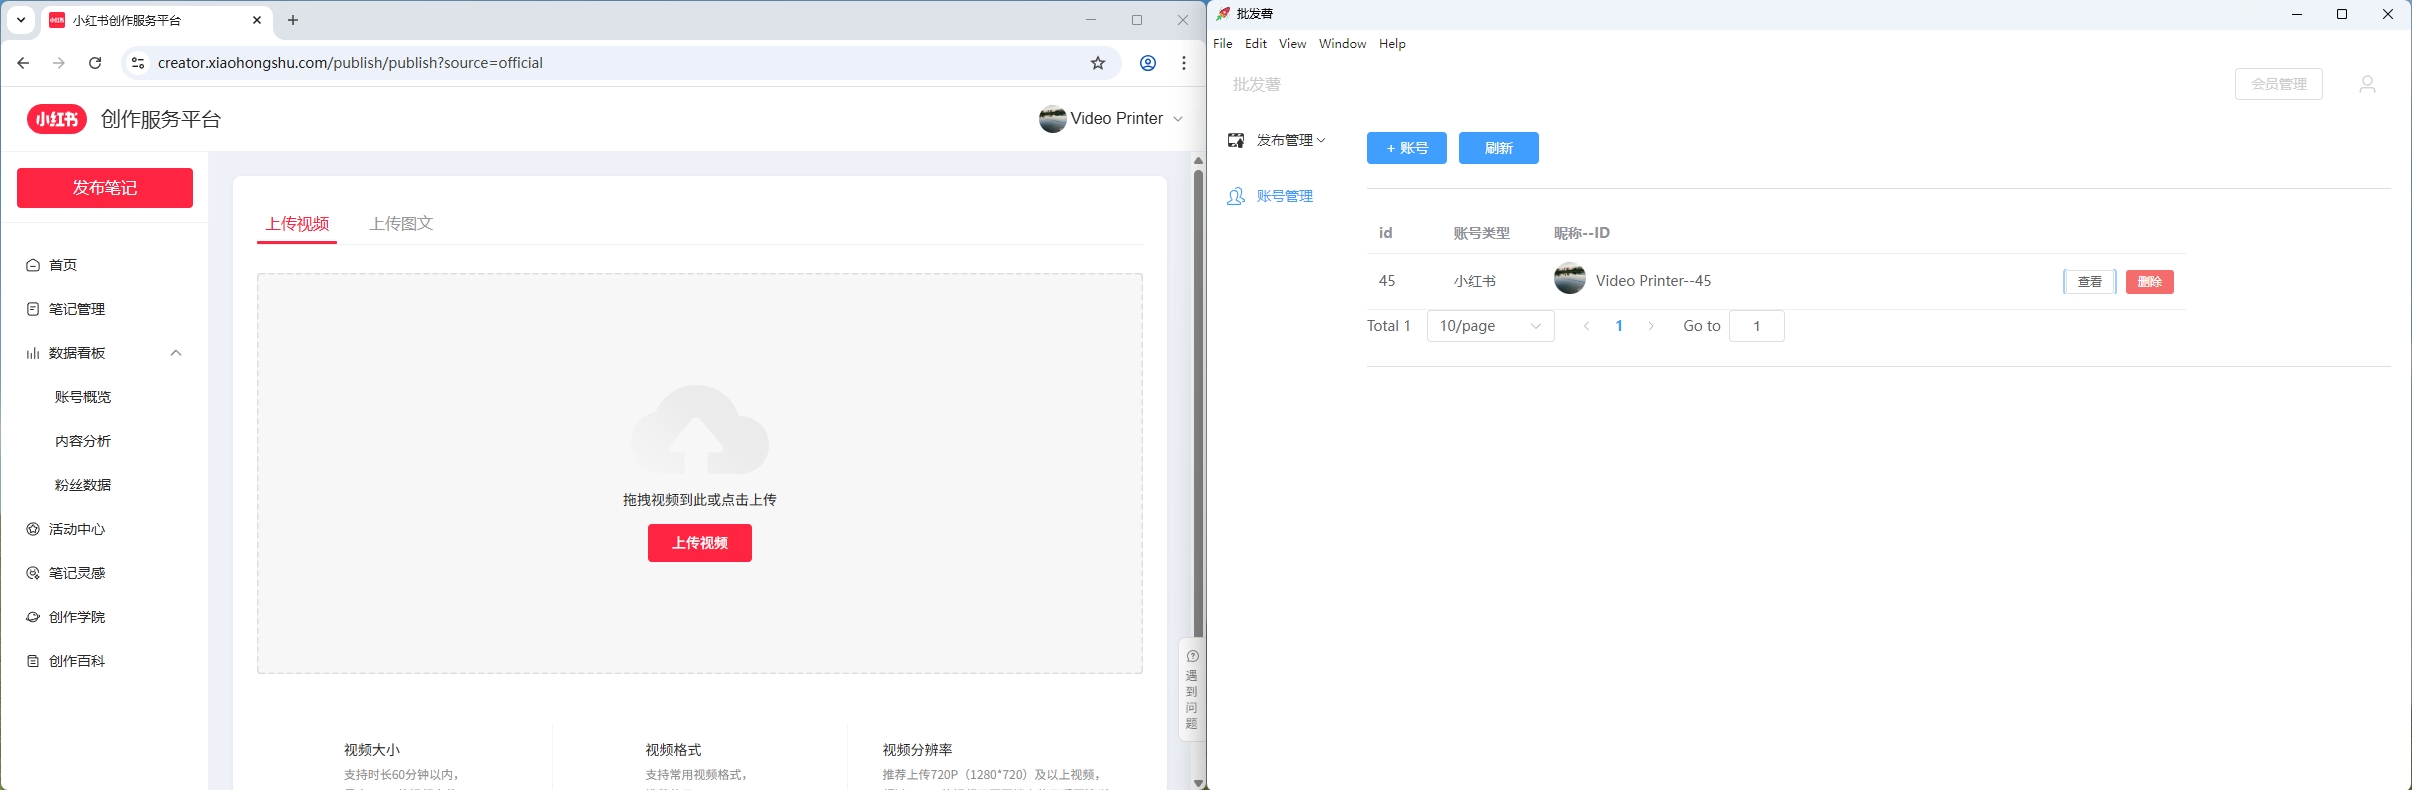 小红书创作服务平台
creator.xiaohongshu.com/publish/publish?source=official
小红书 创作服务平台
Video Printer
发布笔记
首页
笔记管理
数据看板
账号概览
内容分析
粉丝数据
活动中心
笔记灵感
创作学院
创作百科
上传视频 上传图文
拖拽视频到此或点击上传
上传视频
视频大小
支持时长60分钟以内，
视频格式
支持常用视频格式，
视频分辨率
推荐上传720P（1280*720）及以上视频，
遇到问题
批发薯
File Edit View Window Help
批发薯
会员管理
发布管理
账号管理
+ 账号 刷新
id 账号类型 昵称--ID
45 小红书 Video Printer--45 查看 删除
Total 1 10/page 1 Go to 1